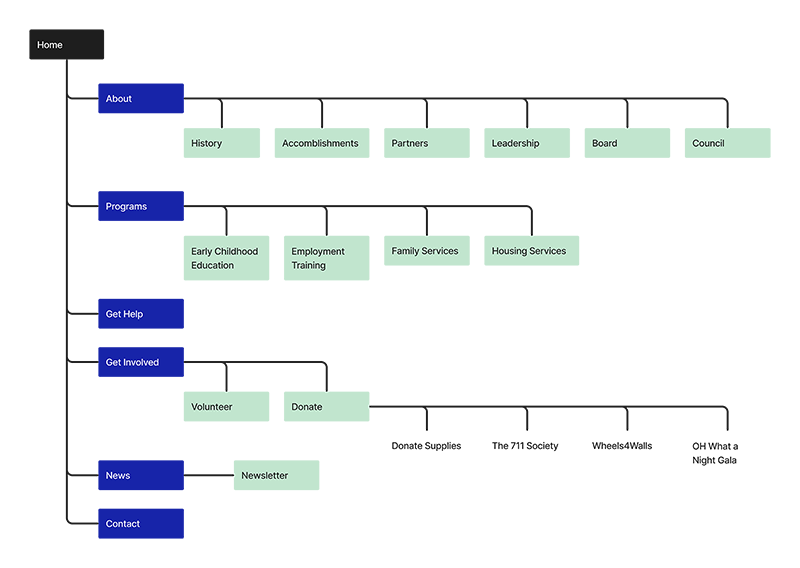 Home
About
History
Accomblishments
Partners
Leadership
Board
Council
Programs
Early Childhood
Education
Employment
Training
Family Services
Housing Services
Get Help
Get Involved
Volunteer
Donate
Donate Supplies
The 711 Society
Wheels4Walls
OH What a
Night Gala
News
Newsletter
Contact